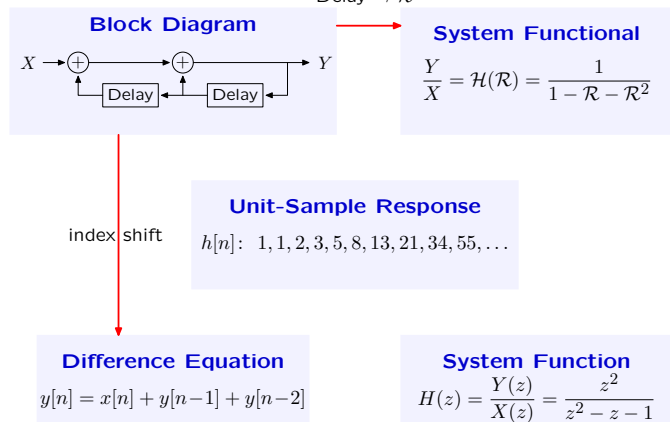 Delay → R
Block Diagram
X + + Y
Delay Delay
System Functional
Y/X = H(R) = 1/(1 − R − R²)
Unit-Sample Response
h[n]: 1, 1, 2, 3, 5, 8, 13, 21, 34, 55, . . .
index shift
Difference Equation
y[n] = x[n] + y[n−1] + y[n−2]
System Function
H(z) = Y(z)/X(z) = z²/(z² − z − 1)